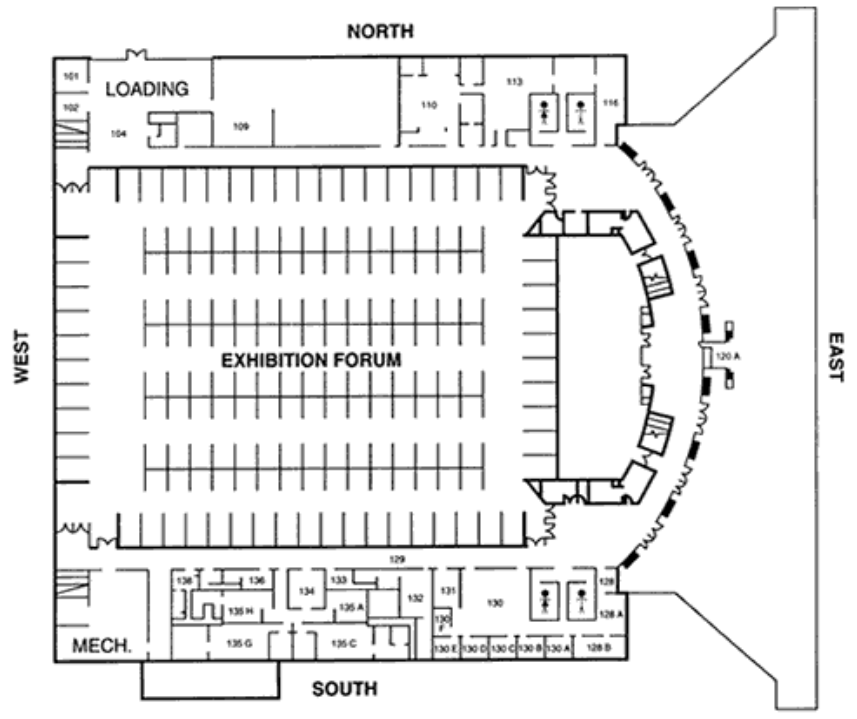 NORTH
101
LOADING
113
102
110
116
104
109
WEST
EXHIBITION FORUM
EAST
120 A
129
138
136
134
133
131
128
132
130
135 H
135 A
128 A
130
F
MECH.
135 G
135 C
130 E
130 D
130 C
130 B
130 A
128 B
SOUTH